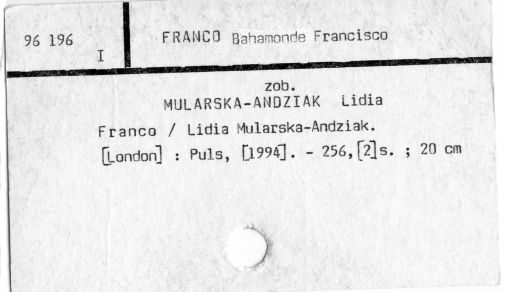 96 196
I
FRANCO Bahamonde Francisco
zob.
MULARSKA-ANDZIAK Lidia
Franco / Lidia Mularska-Andziak.
[London] : Puls, [1994]. - 256,[2]s. ; 20 cm